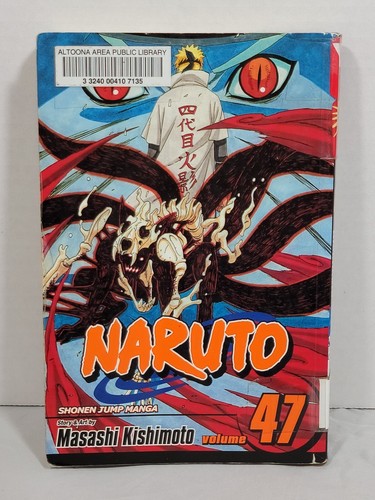 ALTOONA AREA PUBLIC LIBRARY
3 3240 00410 7135
四代目火影
NARUTO
SHONEN JUMP MANGA
Story & Art by
Masashi Kishimoto
volume 47